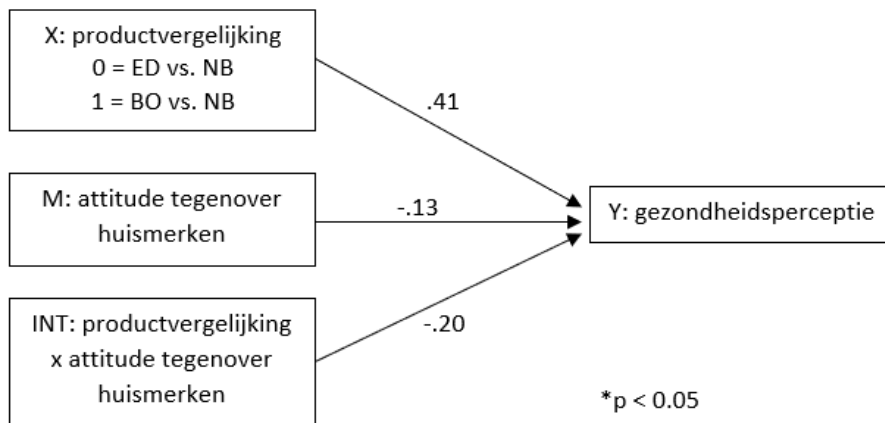 X: productvergelijking
0 = ED vs. NB
1 = BO vs. NB
.41
M: attitude tegenover
huismerken
-.13
Y: gezondheidsperceptie
INT: productvergelijking
x attitude tegenover
huismerken
-.20
*p < 0.05